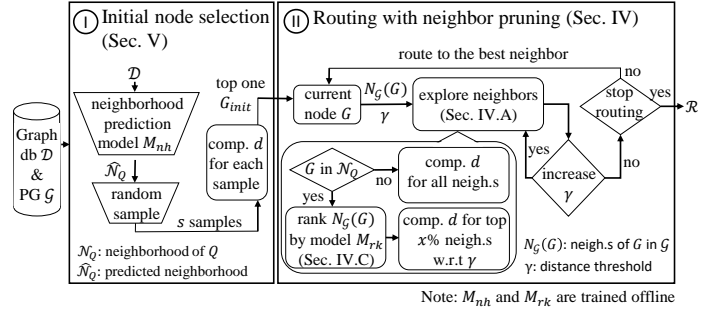 Graph
db 𝒟
&
PG 𝒢
I Initial node selection
(Sec. V)
𝒟
neighborhood
prediction
model M_nh
N̂_Q
random
sample
s samples
top one
G_init
comp. d
for each
sample
𝒩_Q: neighborhood of Q
𝒩̂_Q: predicted neighborhood
II Routing with neighbor pruning (Sec. IV)
route to the best neighbor
current
node G
N_𝒢(G)
γ
explore neighbors
(Sec. IV.A)
no
stop
routing
yes
ℛ
yes
increase
γ
no
G in 𝒩_Q
no
comp. d
for all neigh.s
yes
rank N_𝒢(G)
by model M_rk
(Sec. IV.C)
comp. d for top
x% neigh.s
w.r.t γ
N_𝒢(G): neigh.s of G in 𝒢
γ: distance threshold
Note: M_nh and M_rk are trained offline